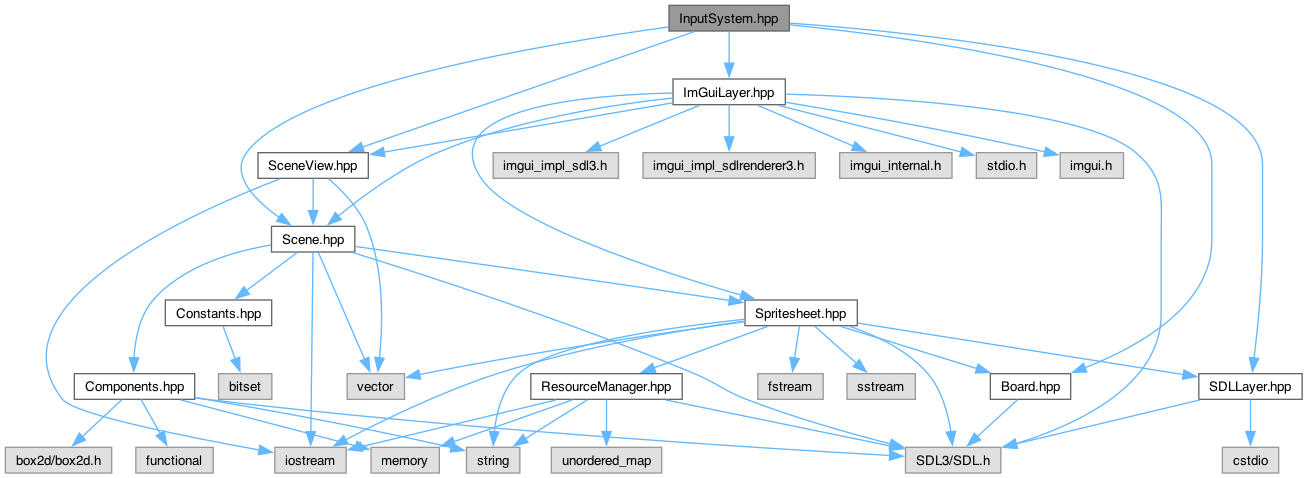 InputSystem.hpp
ImGuiLayer.hpp
SceneView.hpp
imgui_impl_sdl3.h
imgui_impl_sdlrenderer3.h
imgui_internal.h
stdio.h
imgui.h
Scene.hpp
Constants.hpp
Spritesheet.hpp
Components.hpp
bitset
vector
ResourceManager.hpp
fstream
sstream
Board.hpp
SDLLayer.hpp
box2d/box2d.h
functional
iostream
memory
string
unordered_map
SDL3/SDL.h
cstdio